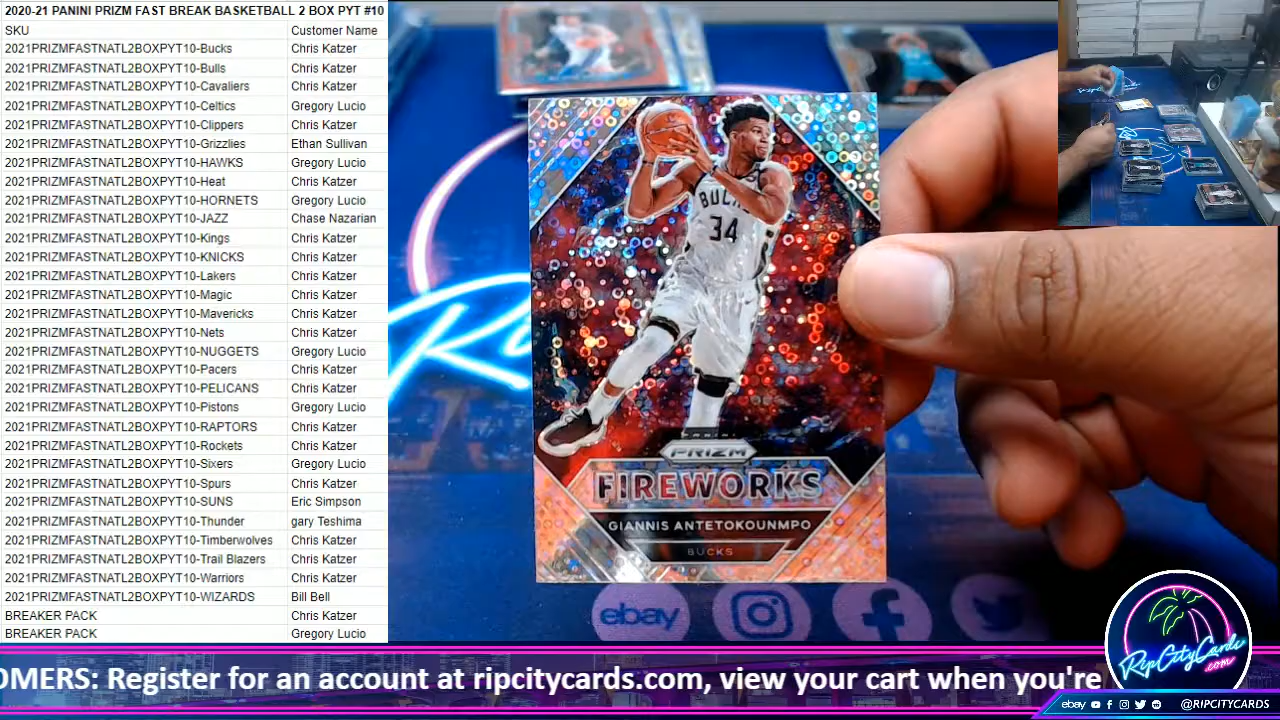 2020-21 PANINI PRIZM FAST BREAK BASKETBALL 2 BOX PYT #10
SKU Customer Name
2021PRIZMFASTNATL2BOXPYT10-Bucks Chris Katzer
2021PRIZMFASTNATL2BOXPYT10-Bulls Chris Katzer
2021PRIZMFASTNATL2BOXPYT10-Cavaliers Chris Katzer
2021PRIZMFASTNATL2BOXPYT10-Celtics Gregory Lucio
2021PRIZMFASTNATL2BOXPYT10-Clippers Chris Katzer
2021PRIZMFASTNATL2BOXPYT10-Grizzlies Ethan Sullivan
2021PRIZMFASTNATL2BOXPYT10-HAWKS Gregory Lucio
2021PRIZMFASTNATL2BOXPYT10-Heat Chris Katzer
2021PRIZMFASTNATL2BOXPYT10-HORNETS Gregory Lucio
2021PRIZMFASTNATL2BOXPYT10-JAZZ Chase Nazarian
2021PRIZMFASTNATL2BOXPYT10-Kings Chris Katzer
2021PRIZMFASTNATL2BOXPYT10-KNICKS Chris Katzer
2021PRIZMFASTNATL2BOXPYT10-Lakers Chris Katzer
2021PRIZMFASTNATL2BOXPYT10-Magic Chris Katzer
2021PRIZMFASTNATL2BOXPYT10-Mavericks Chris Katzer
2021PRIZMFASTNATL2BOXPYT10-Nets Chris Katzer
2021PRIZMFASTNATL2BOXPYT10-NUGGETS Gregory Lucio
2021PRIZMFASTNATL2BOXPYT10-Pacers Chris Katzer
2021PRIZMFASTNATL2BOXPYT10-PELICANS Chris Katzer
2021PRIZMFASTNATL2BOXPYT10-Pistons Gregory Lucio
2021PRIZMFASTNATL2BOXPYT10-RAPTORS Chris Katzer
2021PRIZMFASTNATL2BOXPYT10-Rockets Chris Katzer
2021PRIZMFASTNATL2BOXPYT10-Sixers Gregory Lucio
2021PRIZMFASTNATL2BOXPYT10-Spurs Chris Katzer
2021PRIZMFASTNATL2BOXPYT10-SUNS Eric Simpson
2021PRIZMFASTNATL2BOXPYT10-Thunder gary Teshima
2021PRIZMFASTNATL2BOXPYT10-Timberwolves Chris Katzer
2021PRIZMFASTNATL2BOXPYT10-Trail Blazers Chris Katzer
2021PRIZMFASTNATL2BOXPYT10-Warriors Chris Katzer
2021PRIZMFASTNATL2BOXPYT10-WIZARDS Bill Bell
BREAKER PACK Chris Katzer
BREAKER PACK Gregory Lucio
BUCKS
34
PANINI
PRIZM
FIREWORKS
GIANNIS ANTETOKOUNMPO
BUCKS
ebay
OMERS: Register for an account at ripcitycards.com, view your cart when you're
RipCityCards
.com
ebay @RIPCITYCARDS